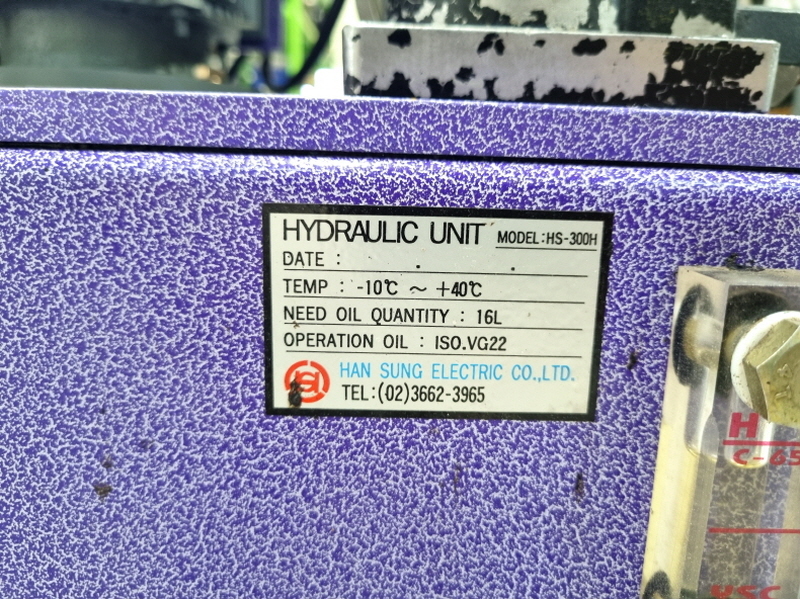 HYDRAULIC UNIT MODEL:HS-300H
DATE : . .
TEMP : -10℃ ~ +40℃
NEED OIL QUANTITY : 16L
OPERATION OIL : ISO.VG22
HAN SUNG ELECTRIC CO.,LTD.
TEL:(02)3662-3965
H